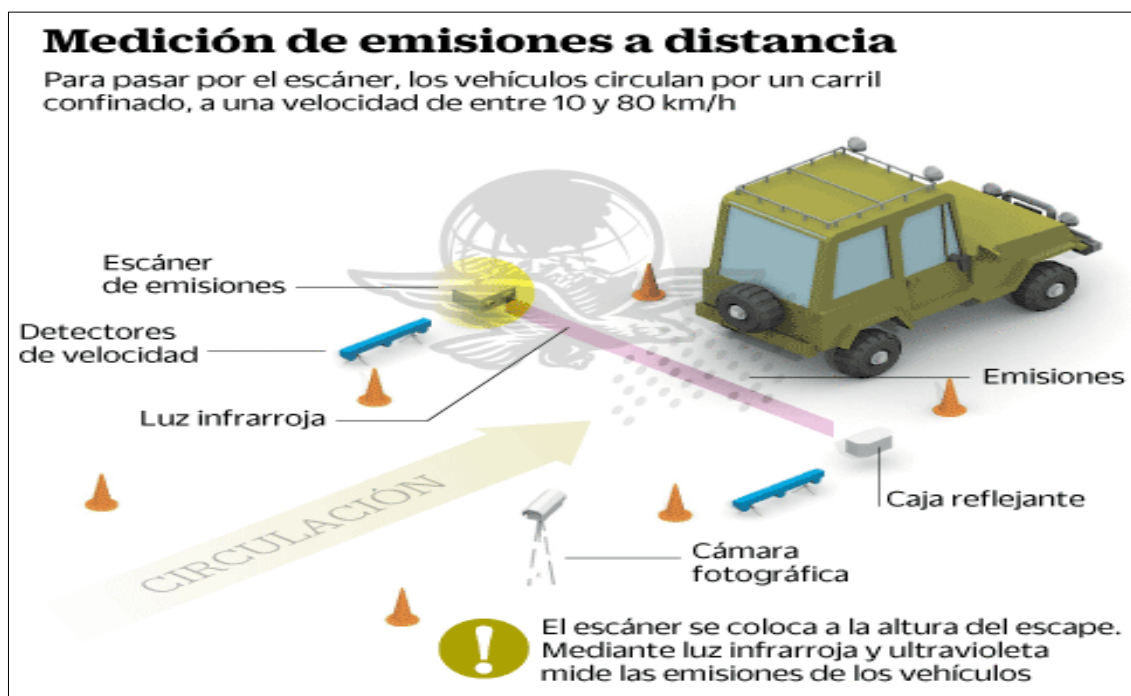 Medición de emisiones a distancia
Para pasar por el escáner, los vehículos circulan por un carril
confinado, a una velocidad de entre 10 y 80 km/h
Escáner
de emisiones
Detectores
de velocidad
Luz infrarroja
Emisiones
CIRCULACIÓN
Caja reflejante
Cámara
fotográfica
!
El escáner se coloca a la altura del escape.
Mediante luz infrarroja y ultravioleta
mide las emisiones de los vehículos